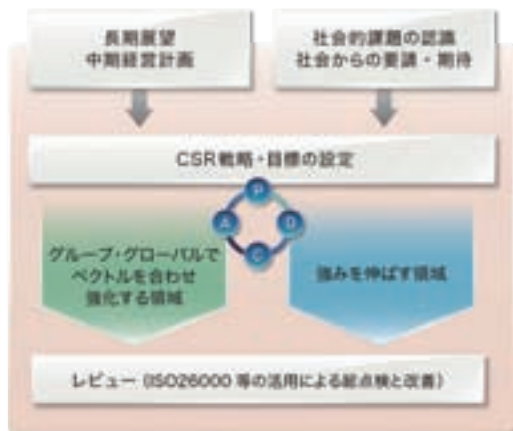 長期展望
中期経営計画
社会的課題の認識
社会からの要請・期待
CSR戦略・目標の設定
P
A
D
C
グループ・グローバルで
ベクトルを合わせ
強化する領域
強みを伸ばす領域
レビュー（ISO26000 等の活用による総点検と改善）